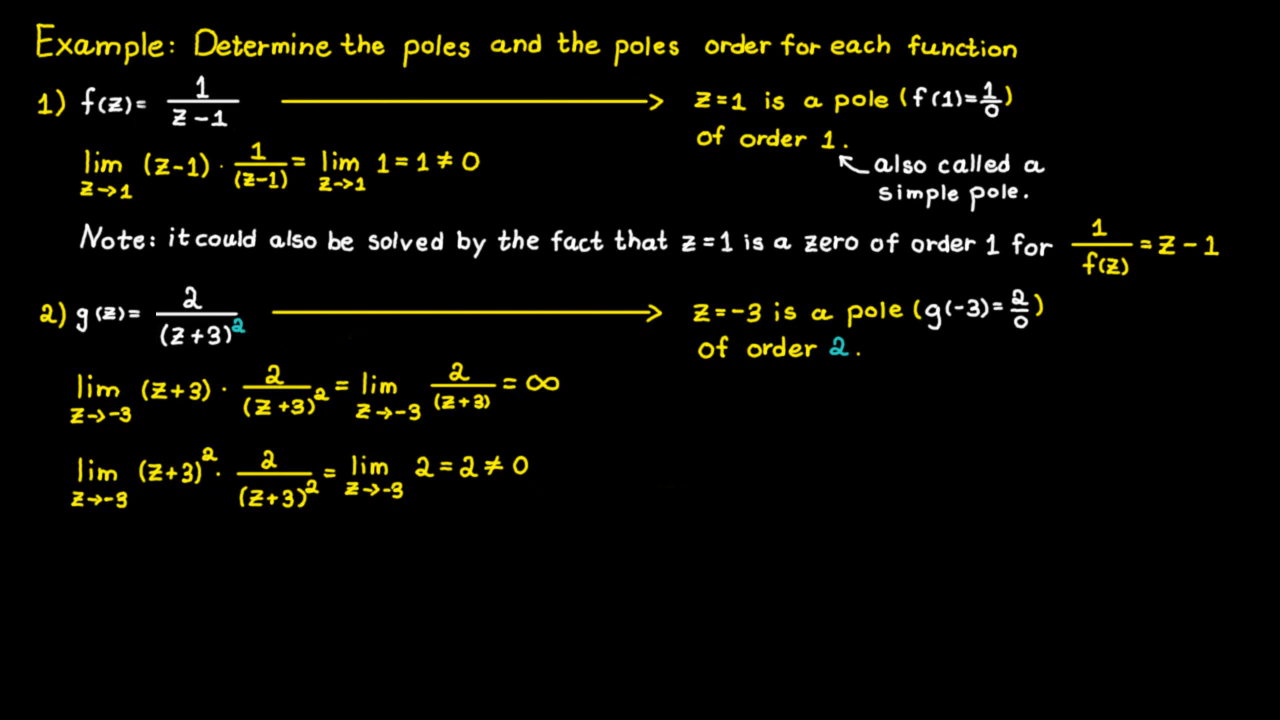 Example: Determine the poles and the poles order for each function
1) f(z) = 1/(z-1) → z=1 is a pole (f(1)=1/0)
of order 1.
lim z→1 (z-1) · 1/(z-1) = lim z→1 1 = 1 ≠ 0
also called a
simple pole.
Note: it could also be solved by the fact that z=1 is a zero of order 1 for 1/f(z) = z-1
2) g(z) = 2/(z+3)² → z=-3 is a pole (g(-3)=2/0)
of order 2.
lim z→-3 (z+3) · 2/(z+3)² = lim z→-3 2/(z+3) = ∞
lim z→-3 (z+3)² · 2/(z+3)² = lim z→-3 2 = 2 ≠ 0